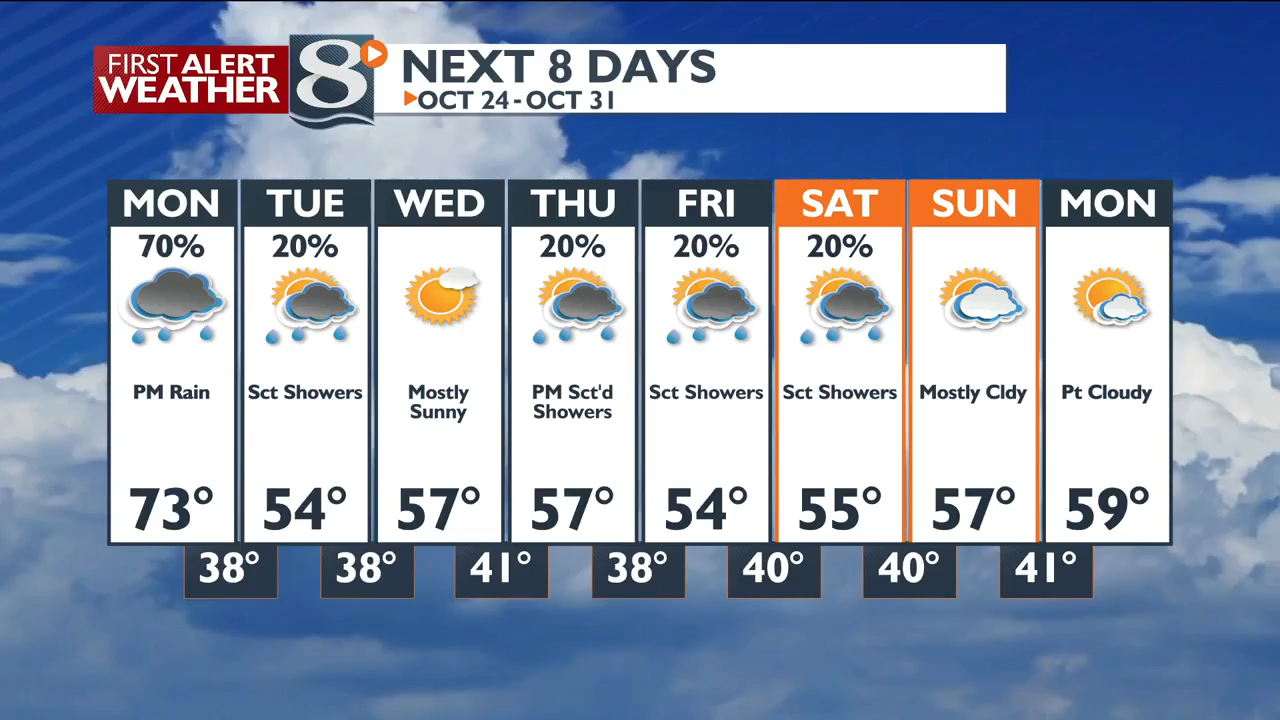 FIRST ALERT
WEATHER
8
NEXT 8 DAYS
OCT 24 - OCT 31
MON TUE WED THU FRI SAT SUN MON
70% 20% 20% 20% 20%
PM Rain
Sct Showers
Mostly
Sunny
PM Sct'd
Showers
Sct Showers
Sct Showers
Mostly Cldy
Pt Cloudy
73° 54° 57° 57° 54° 55° 57° 59°
38° 38° 41° 38° 40° 40° 41°